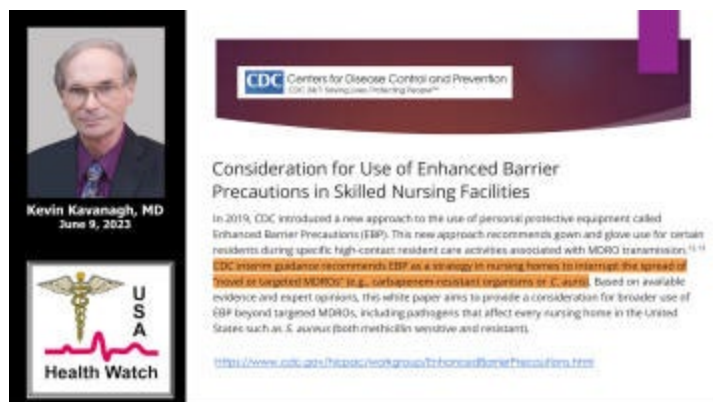 Kevin Kavanagh, MD
June 9, 2023
USA
Health Watch
CDC Centers for Disease Control and Prevention
CDC 24/7: Saving Lives, Protecting People™
Consideration for Use of Enhanced Barrier
Precautions in Skilled Nursing Facilities
In 2019, CDC introduced a new approach to the use of personal protective equipment called
Enhanced Barrier Precautions (EBP). This new approach recommends gown and glove use for certain
residents during specific high-contact resident care activities associated with MDRO transmission.
CDC interim guidance recommends EBP as a strategy in nursing homes to interrupt the spread of
"novel or targeted MDROs" (e.g., carbapenem-resistant organisms or C. auris). Based on available
evidence and expert opinions, this white paper aims to provide a consideration for broader use of
EBP beyond targeted MDROs, including pathogens that affect every nursing home in the United
States such as S. aureus (both methicillin sensitive and resistant).
https://www.cdc.gov/hicpac/workgroup/EnhancedBarrierPrecautions.html